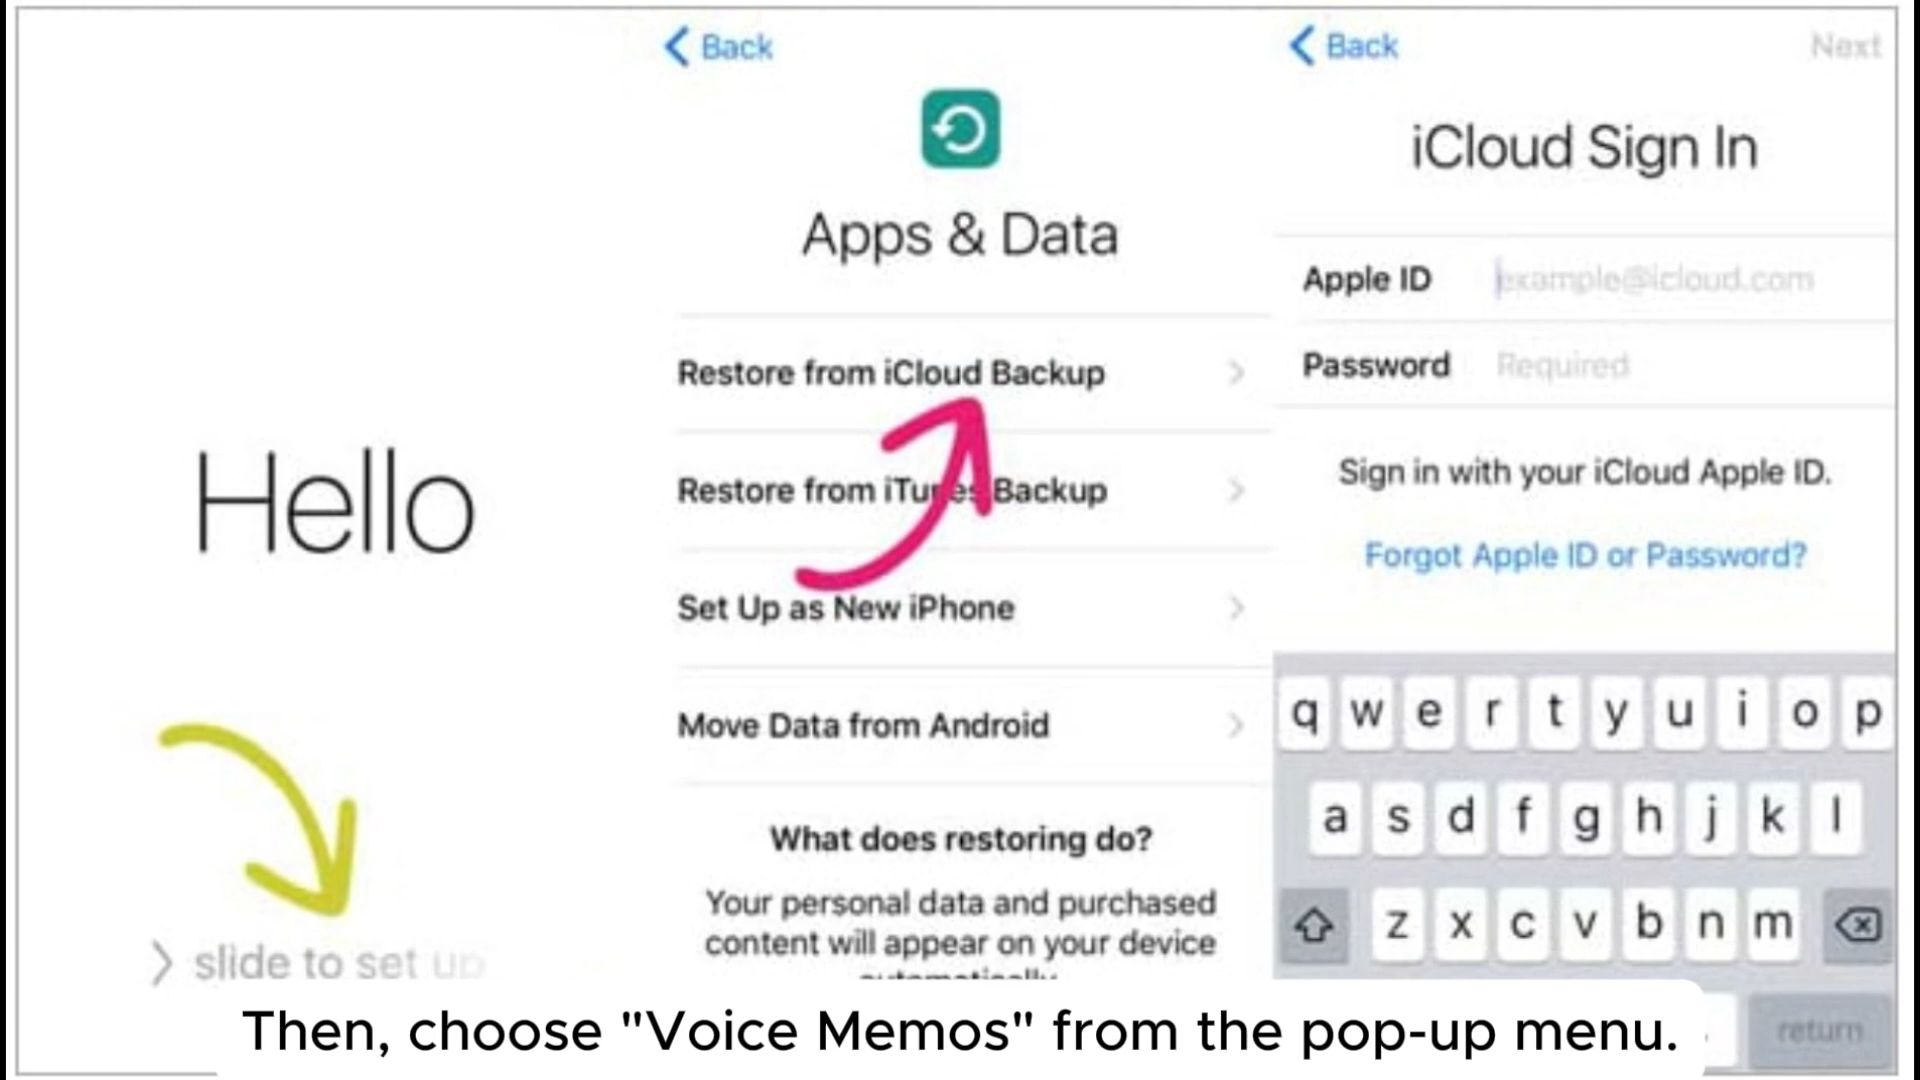 Hello
slide to set up
Back
Apps & Data
Restore from iCloud Backup
Restore from iTunes Backup
Set Up as New iPhone
Move Data from Android
What does restoring do?
Your personal data and purchased
content will appear on your device
automatically.
Back
Next
iCloud Sign In
Apple ID
example@icloud.com
Password
Required
Sign in with your iCloud Apple ID.
Forgot Apple ID or Password?
q w e r t y u i o p
a s d f g h j k l
z x c v b n m
return
Then, choose "Voice Memos" from the pop-up menu.